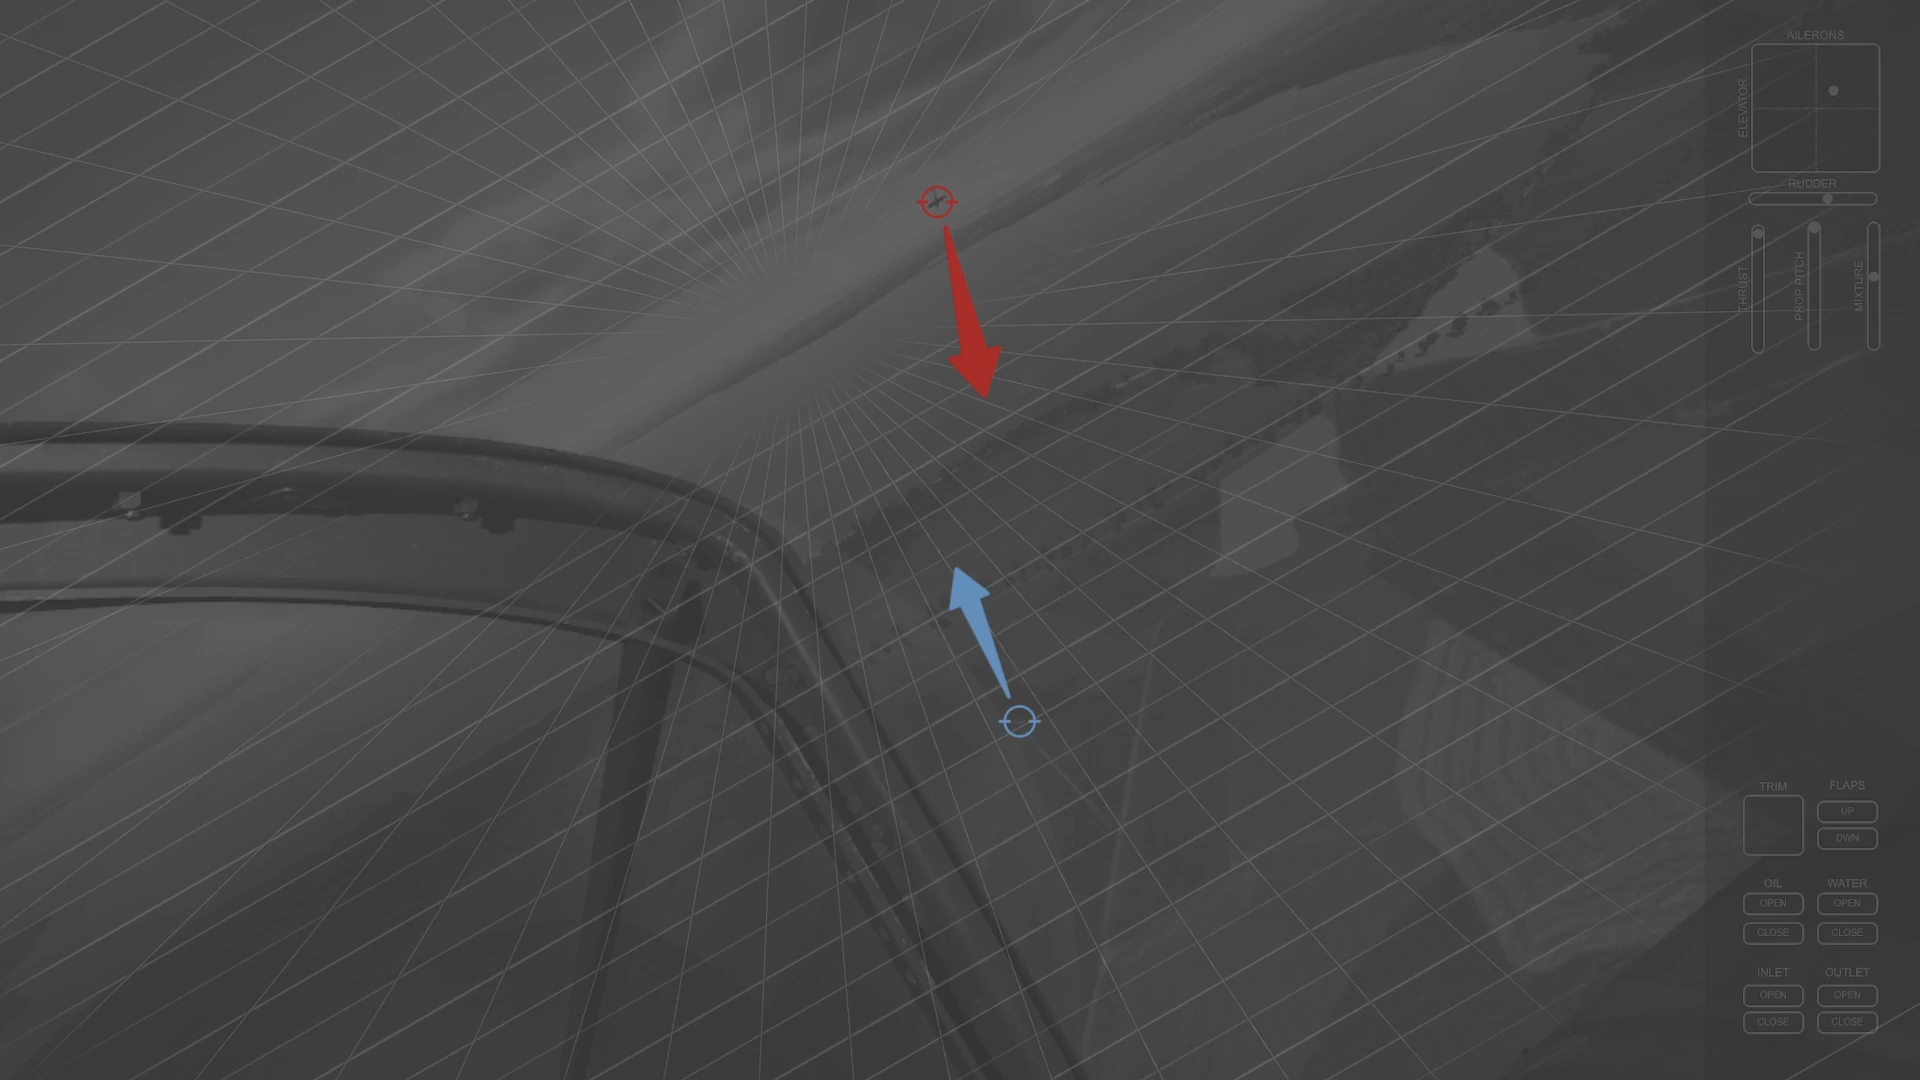 AILERONS
ELEVATOR
RUDDER
THRUST
PROP PITCH
MIXTURE
TRIM
FLAPS
UP
DWN
OIL
WATER
OPEN
OPEN
CLOSE
CLOSE
INLET
OUTLET
OPEN
OPEN
CLOSE
CLOSE